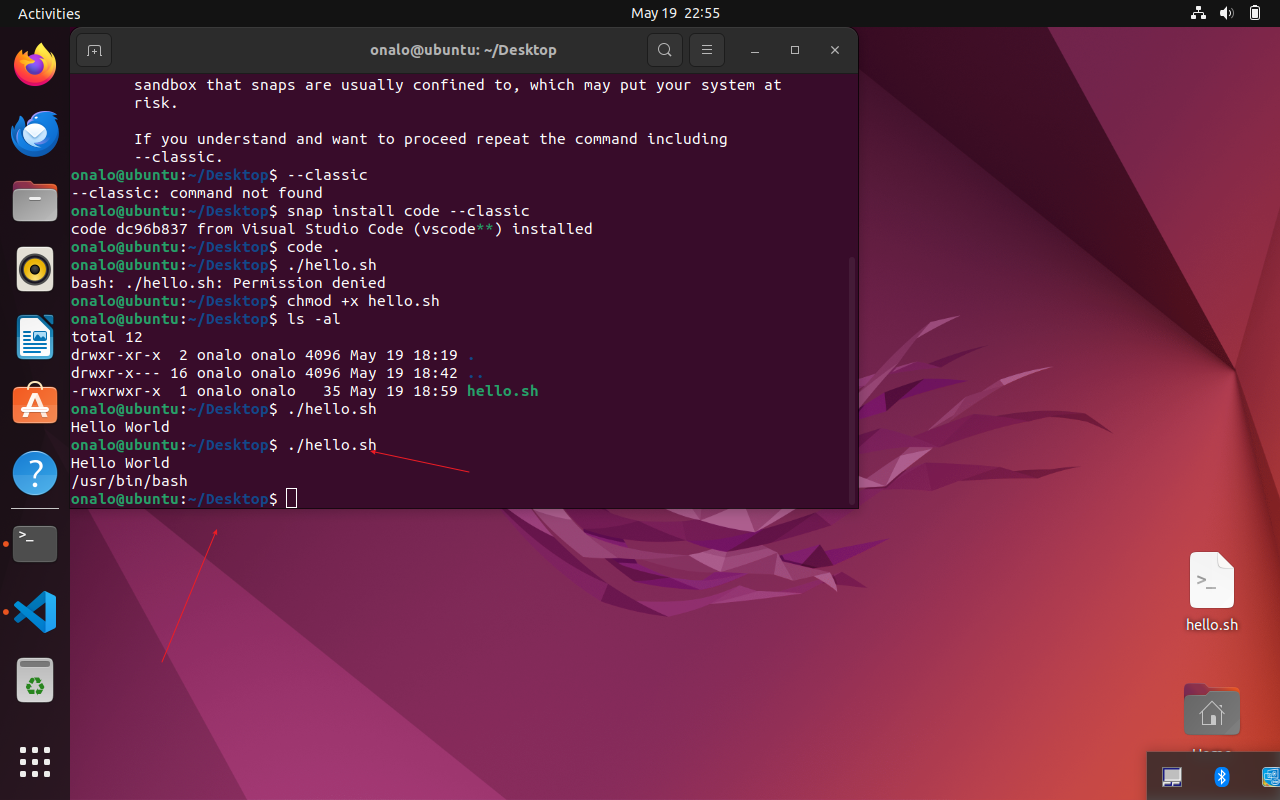 Activities
May 19 22:55
onalo@ubuntu: ~/Desktop
sandbox that snaps are usually confined to, which may put your system at
risk.
If you understand and want to proceed repeat the command including
--classic.
onalo@ubuntu:~/Desktop$ --classic
--classic: command not found
onalo@ubuntu:~/Desktop$ snap install code --classic
code dc96b837 from Visual Studio Code (vscode**) installed
onalo@ubuntu:~/Desktop$ code .
onalo@ubuntu:~/Desktop$ ./hello.sh
bash: ./hello.sh: Permission denied
onalo@ubuntu:~/Desktop$ chmod +x hello.sh
onalo@ubuntu:~/Desktop$ ls -al
total 12
drwxr-xr-x  2 onalo onalo 4096 May 19 18:19 .
drwxr-x--- 16 onalo onalo 4096 May 19 18:42 ..
-rwxrwxr-x  1 onalo onalo   35 May 19 18:59 hello.sh
onalo@ubuntu:~/Desktop$ ./hello.sh
Hello World
onalo@ubuntu:~/Desktop$ ./hello.sh
Hello World
/usr/bin/bash
onalo@ubuntu:~/Desktop$
hello.sh